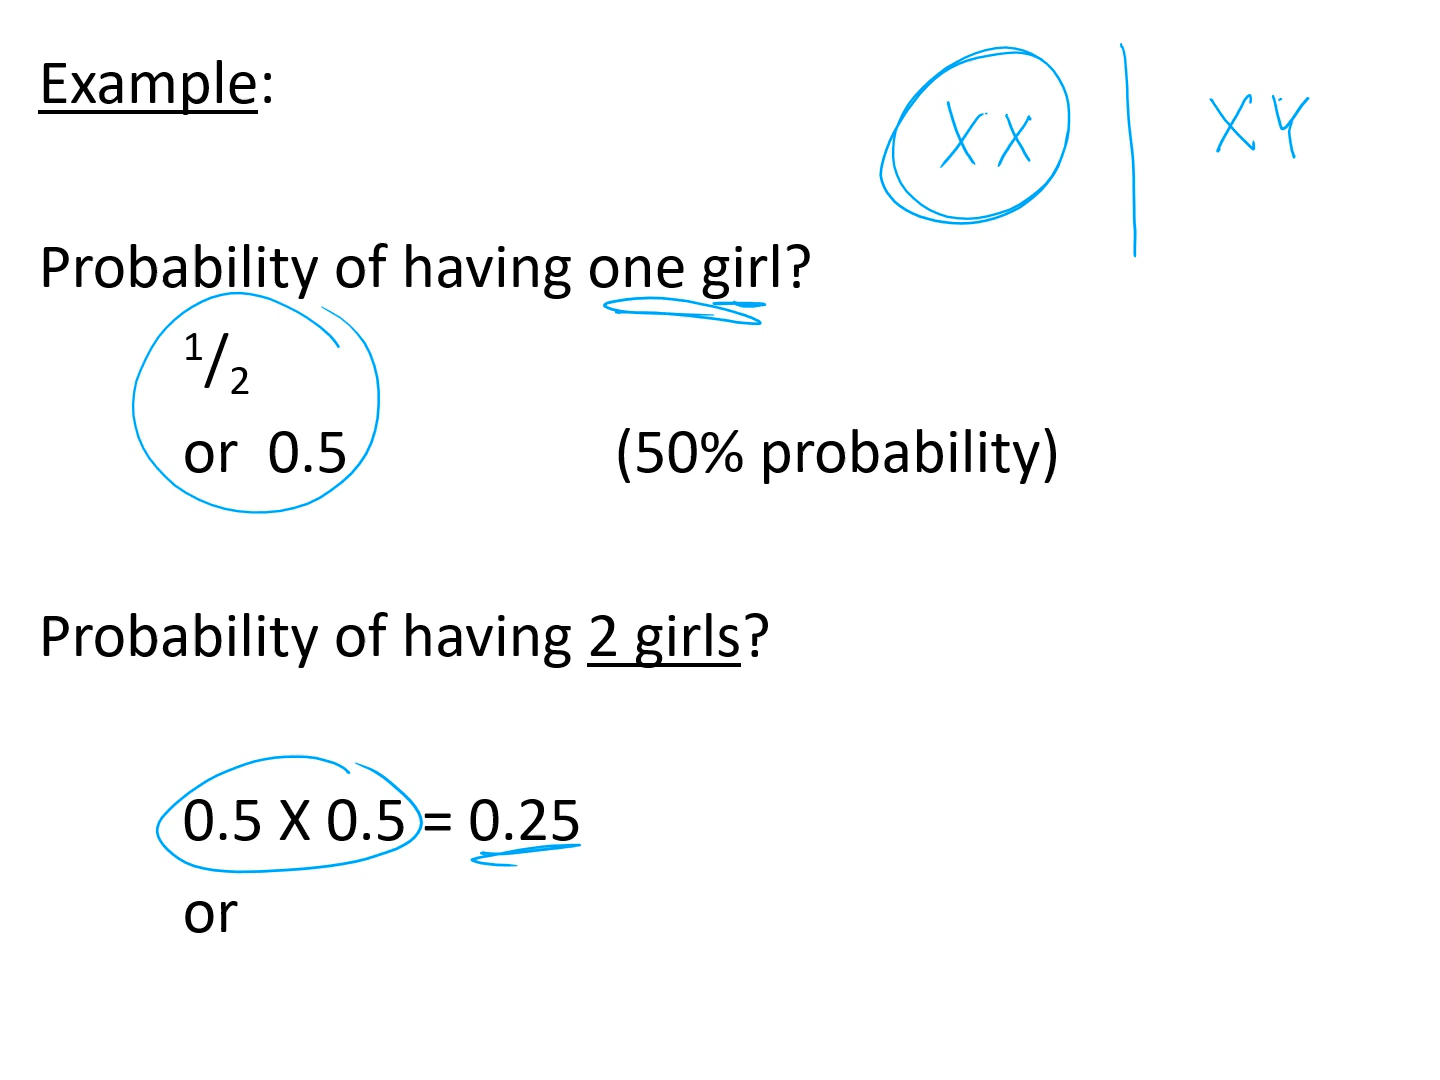 Example:
XX | XY
Probability of having one girl?
1/2
or 0.5 (50% probability)
Probability of having 2 girls?
0.5 X 0.5 = 0.25
or